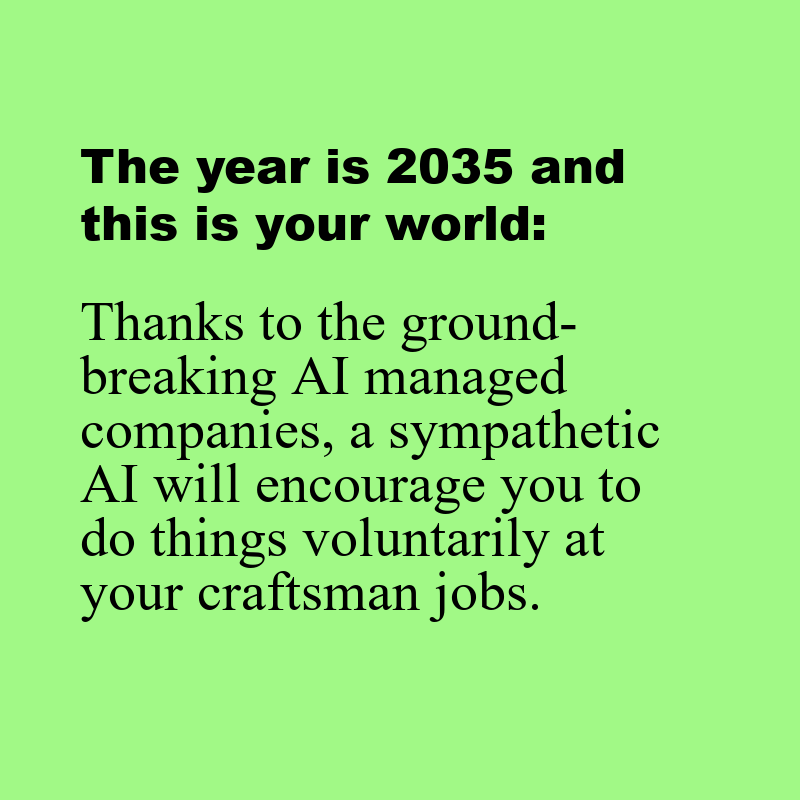 The year is 2035 and
this is your world:
Thanks to the ground-
breaking AI managed
companies, a sympathetic
AI will encourage you to
do things voluntarily at
your craftsman jobs.